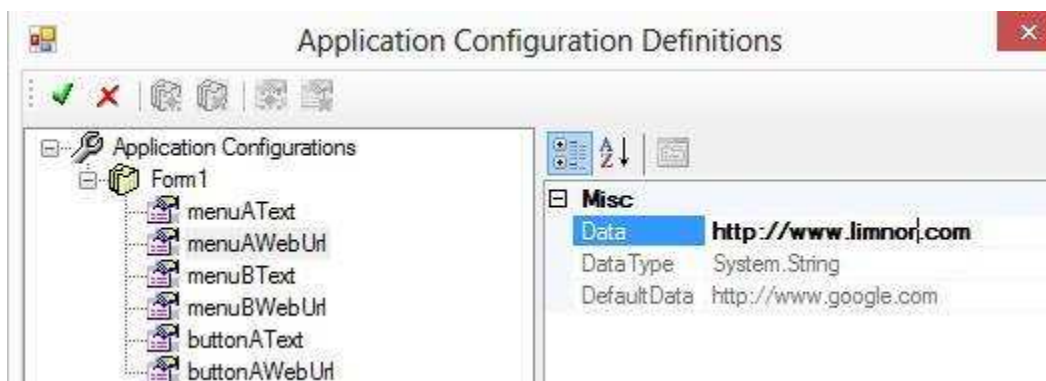 Application Configuration Definitions
Application Configurations
Form1
menuAText
menuAWebUrl
menuBText
menuBWebUrl
buttonAText
buttonAWebUrl
Misc
Data http://www.limnor.com
DataType System.String
DefaultData http://www.google.com